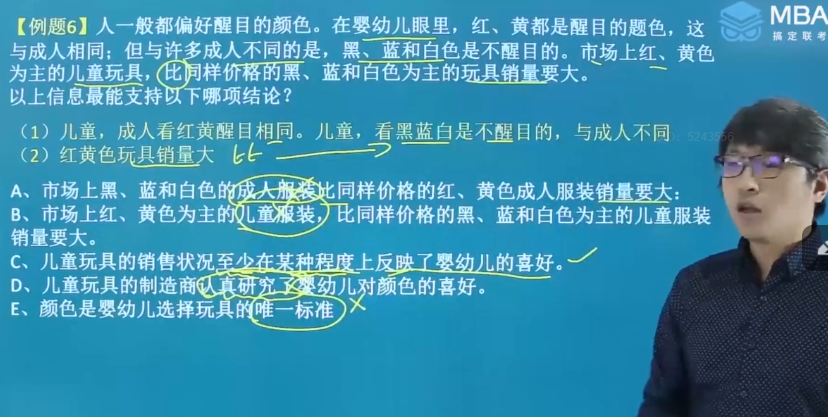 【例题6】人一般都偏好醒目的颜色。在婴幼儿眼里，红、黄都是醒目的题色，这
与成人相同；但与许多成人不同的是，黑、蓝和白色是不醒目的。市场上红、黄色
为主的儿童玩具，比同样价格的黑、蓝和白色为主的玩具销量要大。
以上信息最能支持以下哪项结论？
（1）儿童，成人看红黄醒目相同。儿童，看黑蓝白是不醒目的，与成人不同
（2）红黄色玩具销量大
A、市场上黑、蓝和白色的成人服装比同样价格的红、黄色成人服装销量要大；
B、市场上红、黄色为主的儿童服装，比同样价格的黑、蓝和白色为主的儿童服装
销量要大。
C、儿童玩具的销售状况至少在某种程度上反映了婴幼儿的喜好。
D、儿童玩具的制造商认真研究了婴幼儿对颜色的喜好。
E、颜色是婴幼儿选择玩具的唯一标准
MBA
搞定联考